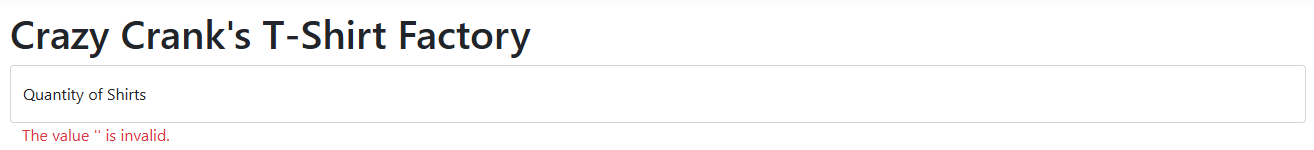 Crazy Crank's T-Shirt Factory
Quantity of Shirts
The value '' is invalid.